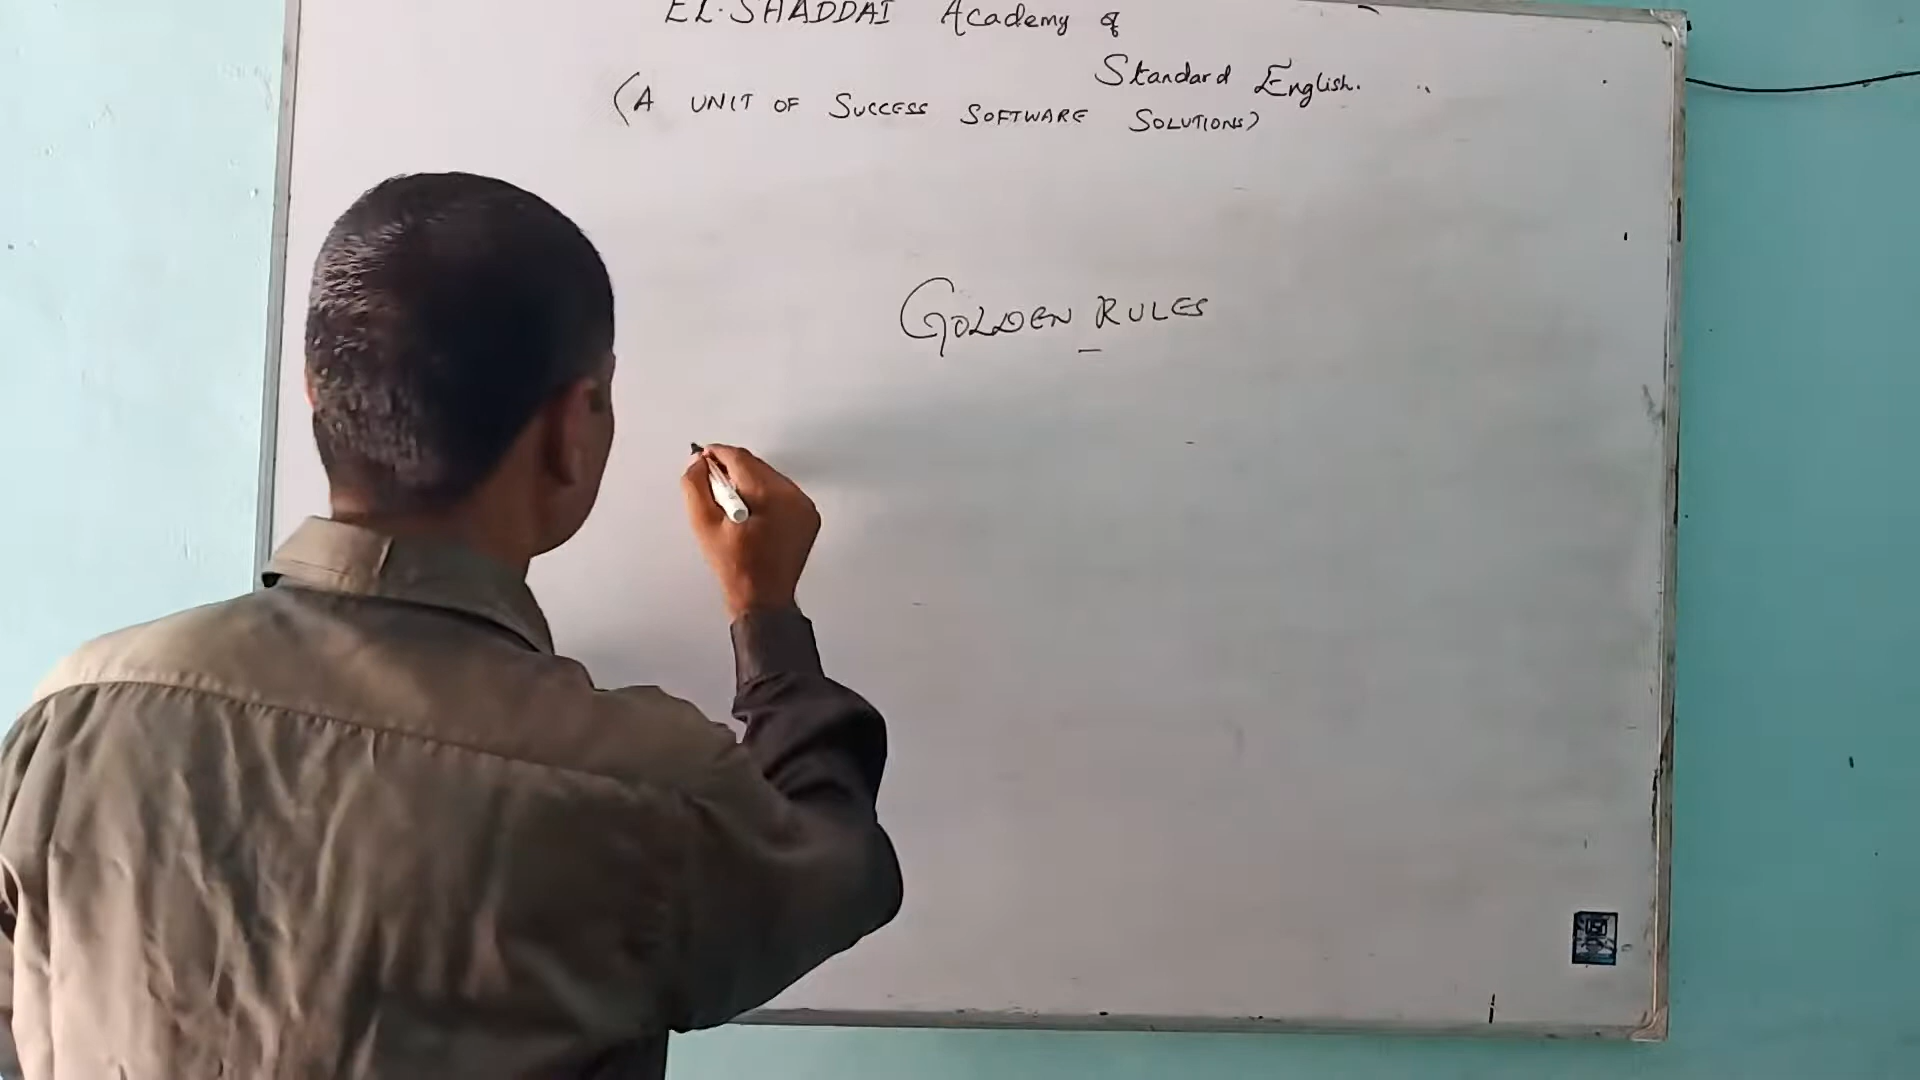 EL-SHADDAI Academy of
Standard English.
(A UNIT OF SUCCESS SOFTWARE SOLUTIONS)
GOLDEN RULES